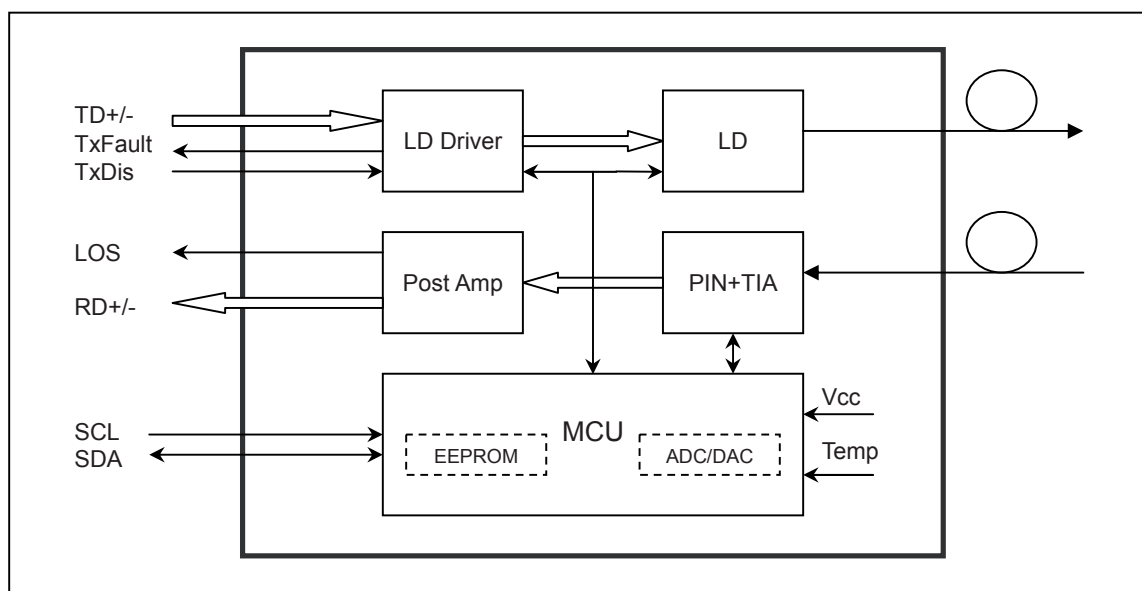 TD+/-
TxFault
TxDis
LD Driver
LD
LOS
RD+/-
Post Amp
PIN+TIA
SCL
SDA
MCU
EEPROM
ADC/DAC
Vcc
Temp